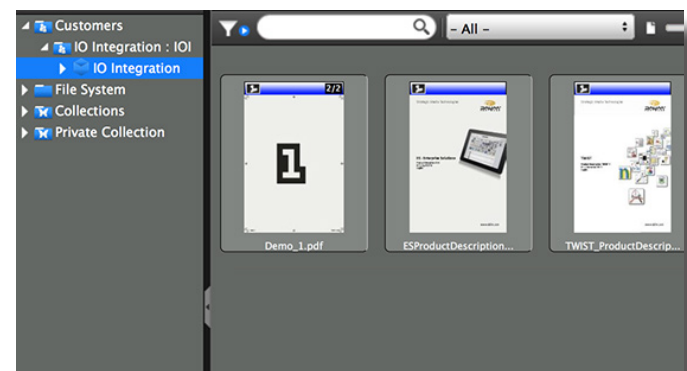 Customers
IO Integration : IOI
IO Integration
File System
Collections
Private Collection
- All -
2/2
1
Demo_1.pdf
ESProductDescription...
TWIST
TWIST_ProductDescrip...